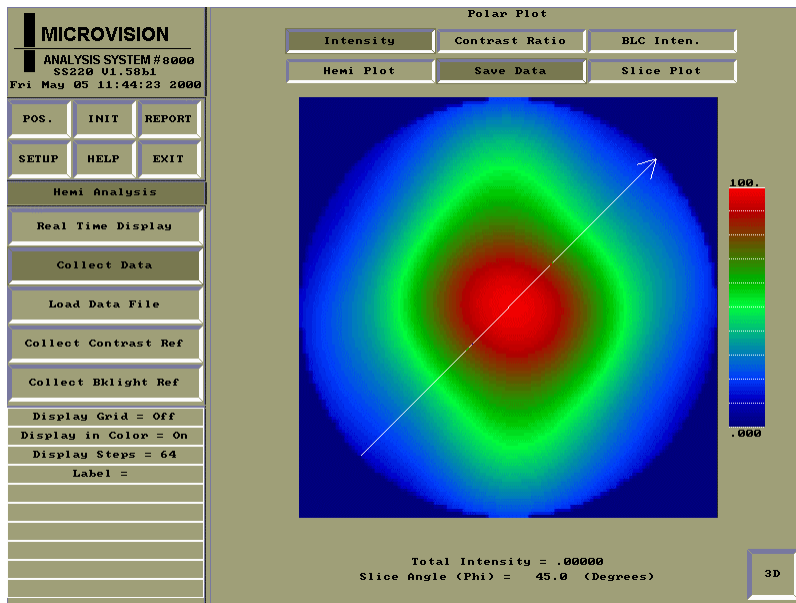 MICROVISION
ANALYSIS SYSTEM #8000
SS220 V1.58b1
Fri May 05 11:44:23 2000
POS. INIT REPORT
SETUP HELP EXIT
Hemi Analysis
Real Time Display
Collect Data
Load Data File
Collect Contrast Ref
Collect Bklight Ref
Display Grid = Off
Display in Color = On
Display Steps = 64
Label =
Polar Plot
Intensity Contrast Ratio BLC Inten.
Hemi Plot Save Data Slice Plot
100.
.000
Total Intensity = .00000
Slice Angle (Phi) = 45.0 (Degrees)
3D